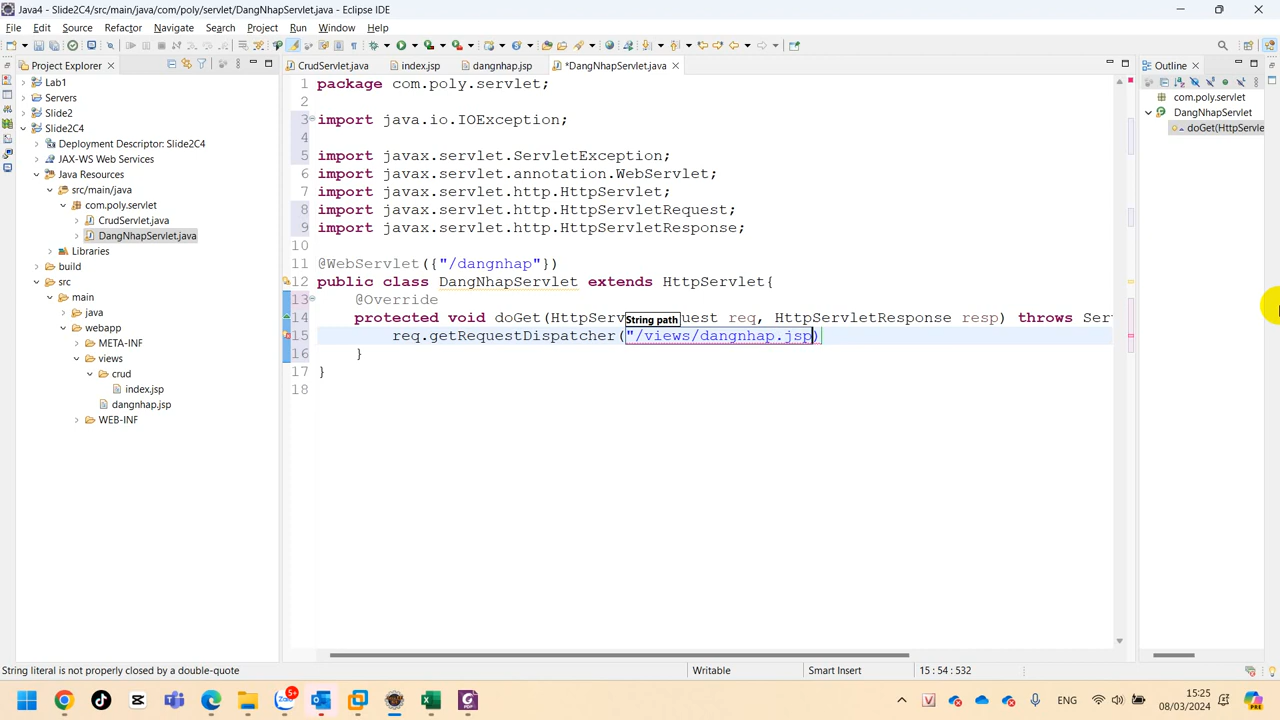 Java4 - Slide2C4/src/main/java/com/poly/servlet/DangNhapServlet.java - Eclipse IDE
File Edit Source Refactor Navigate Search Project Run Window Help
Project Explorer
CrudServlet.java
index.jsp
dangnhap.jsp
*DangNhapServlet.java
Outline
Lab1
Servers
Slide2
Slide2C4
Deployment Descriptor: Slide2C4
JAX-WS Web Services
Java Resources
src/main/java
com.poly.servlet
CrudServlet.java
DangNhapServlet.java
Libraries
build
src
main
java
webapp
META-INF
views
crud
index.jsp
dangnhap.jsp
WEB-INF
1 package com.poly.servlet;
2
3 import java.io.IOException;
4
5 import javax.servlet.ServletException;
6 import javax.servlet.annotation.WebServlet;
7 import javax.servlet.http.HttpServlet;
8 import javax.servlet.http.HttpServletRequest;
9 import javax.servlet.http.HttpServletResponse;
10
11 @WebServlet({"/dangnhap"})
12 public class DangNhapServlet extends HttpServlet{
13 @Override
14 protected void doGet(HttpServ String path uest req, HttpServletResponse resp) throws Ser
15 req.getRequestDispatcher("/views/dangnhap.jsp)
16 }
17 }
18
com.poly.servlet
DangNhapServlet
doGet(HttpServle
String literal is not properly closed by a double-quote
Writable
Smart Insert
15 : 54 : 532
5+
Zalo
ENG
15:25
08/03/2024
PRE